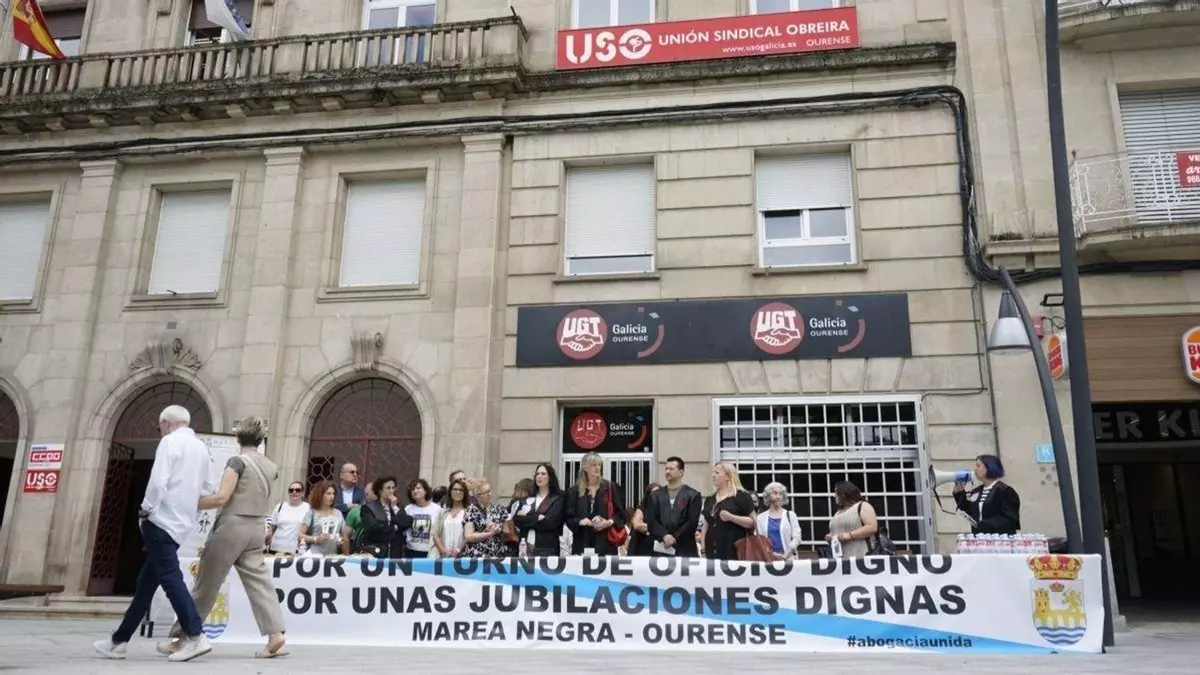 USO UNIÓN SINDICAL OBREIRA
www.usogalicia.es OURENSE
UGT Galicia
OURENSE
UGT Galicia
OURENSE
UGT Galicia
OURENSE
CCOO
USO
ER K
POR UN TURNO DE OFICIO DIGNO
POR UNAS JUBILACIONES DIGNAS
MAREA NEGRA - OURENSE
#abogaciaunida